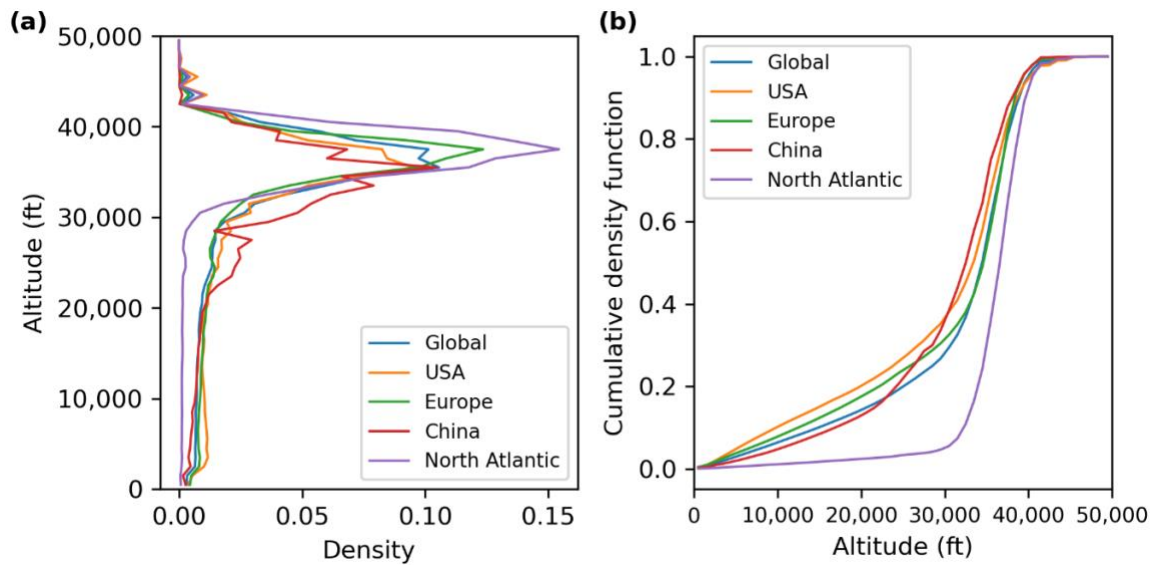 (a)
50,000
40,000
30,000
20,000
10,000
0
Altitude (ft)
0.00 0.05 0.10 0.15
Density
Global
USA
Europe
China
North Atlantic
(b)
1.0
0.8
0.6
0.4
0.2
0.0
Cumulative density function
0 10,000 20,000 30,000 40,000 50,000
Altitude (ft)
Global
USA
Europe
China
North Atlantic